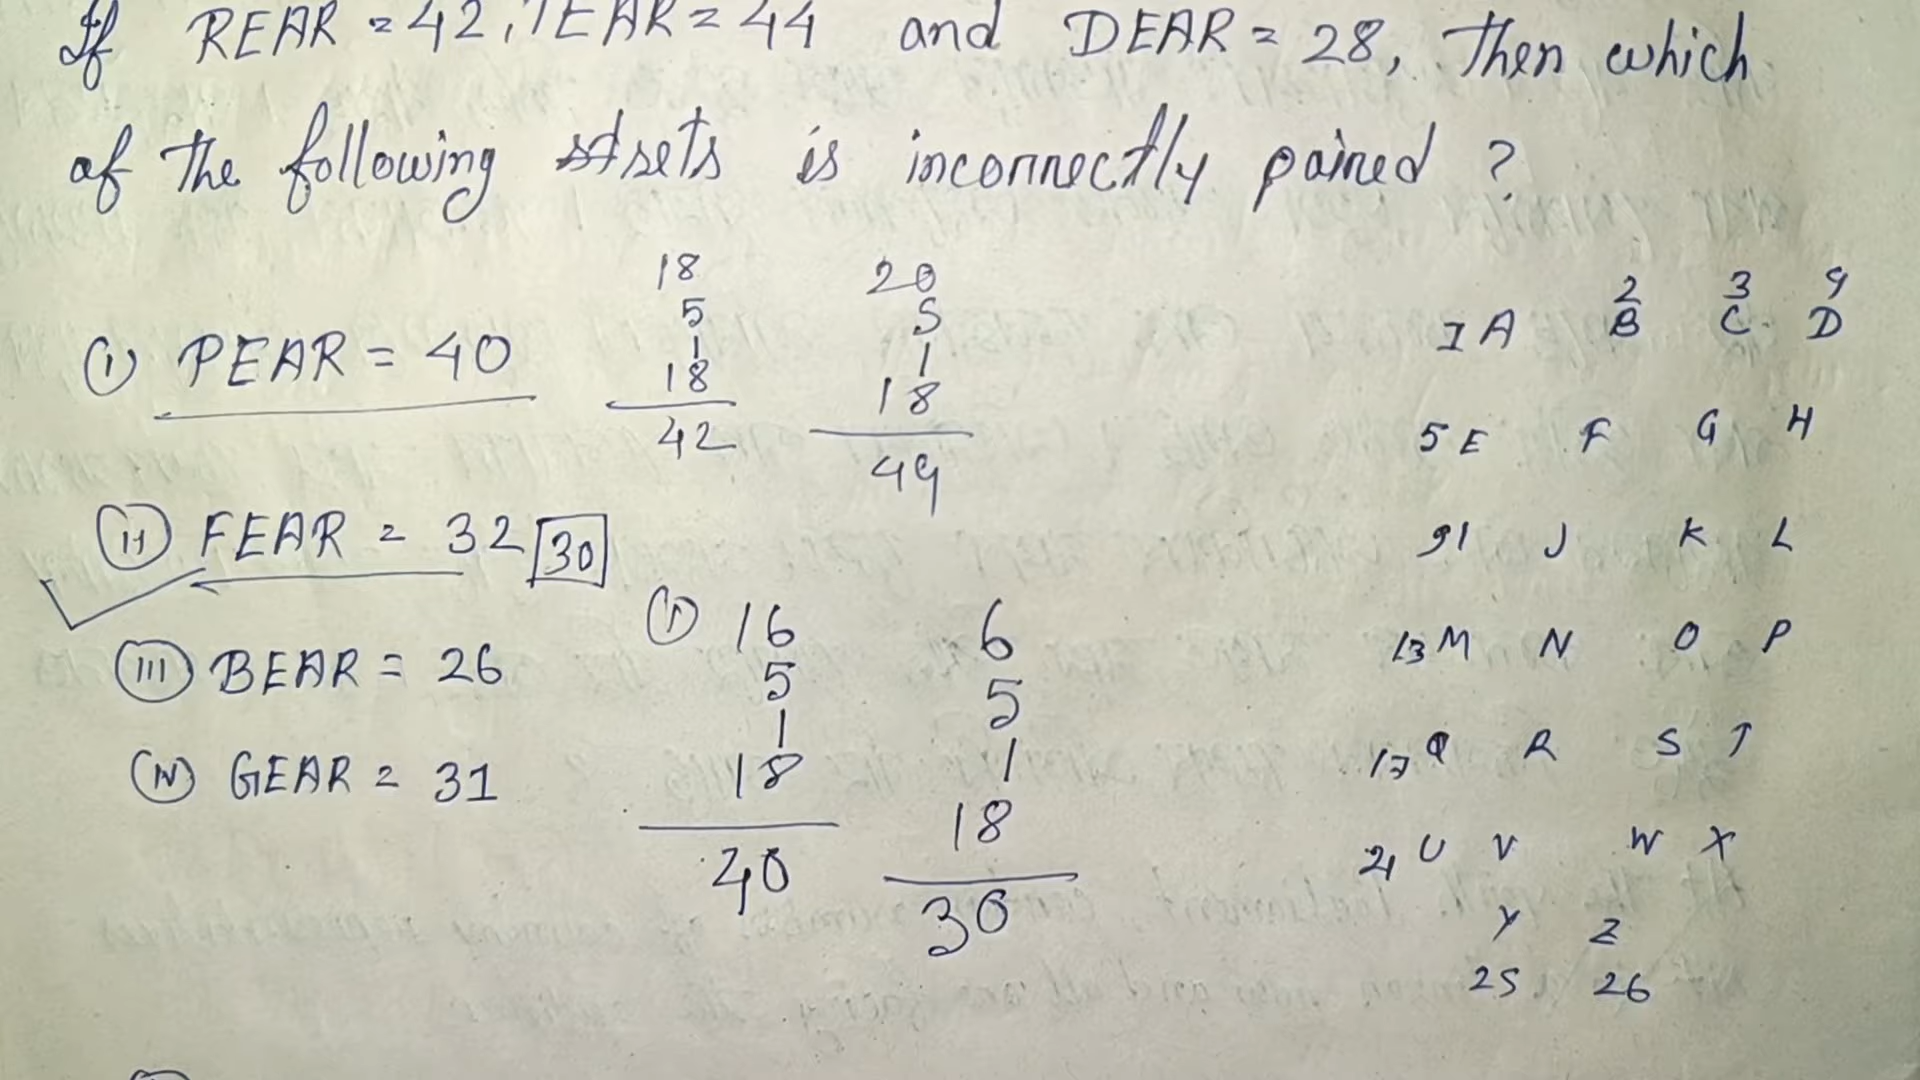 If REAR = 42, TEAR = 44 and DEAR = 28, then which
of the following sets is incorrectly paired ?
18 20
5 5
1 1
I PEAR = 40 18 18
42 44
II FEAR = 32 30
III BEAR = 26
IV GEAR = 31
I 16 6
5 5
1 1
18 18
40 30
2 3 4
1 A B C D
5 E F G H
9 I J K L
13 M N O P
17 Q R S T
21 U V W X
Y Z
25 26